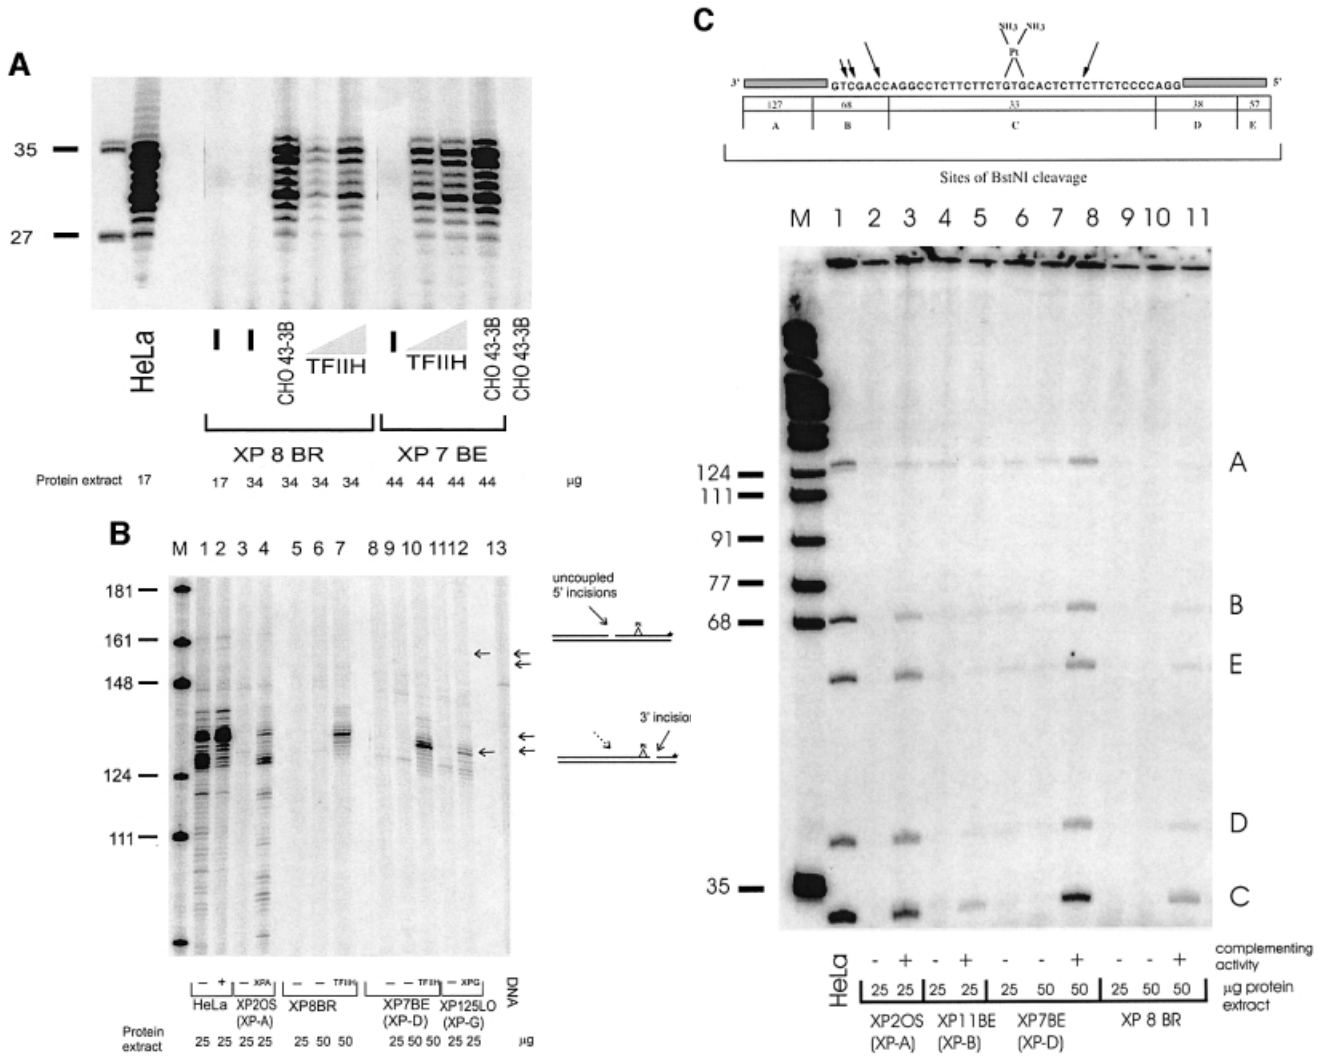 A
35
27
HeLa
I
I
CHO 43-3B
TFIIH
I
TFIIH
CHO 43-3B
CHO 43-3B
XP 8 BR
XP 7 BE
Protein extract 17 17 34 34 34 34 44 44 44 44 µg
B
M 1 2 3 4 5 6 7 8 9 10 11 12 13
181
161
148
124
111
uncoupled
5' incisions
Pt
3' incision
Pt
− + − XPA − − TFIIH − − TFIIH − XPG DNA
HeLa XP2OS XP8BR XP7BE XP125LO
(XP-A) (XP-D) (XP-G)
Protein
extract
25 25 25 25 25 50 50 25 50 50 25 25 µg
C
NH3 NH3
Pt
3' GTCGACCAGGCCTCTTCTTCTGTGCACTCTTCTTCTCCCCAGG 5'
127 68 33 38 57
A B C D E
Sites of BstNI cleavage
M 1 2 3 4 5 6 7 8 9 10 11
124
111
91
77
68
35
A
B
E
D
C
HeLa
- + - + - - + - - +
complementing
activity
25 25 25 25 25 50 50 25 50 50
µg protein
extract
XP2OS XP11BE XP7BE XP 8 BR
(XP-A) (XP-B) (XP-D)